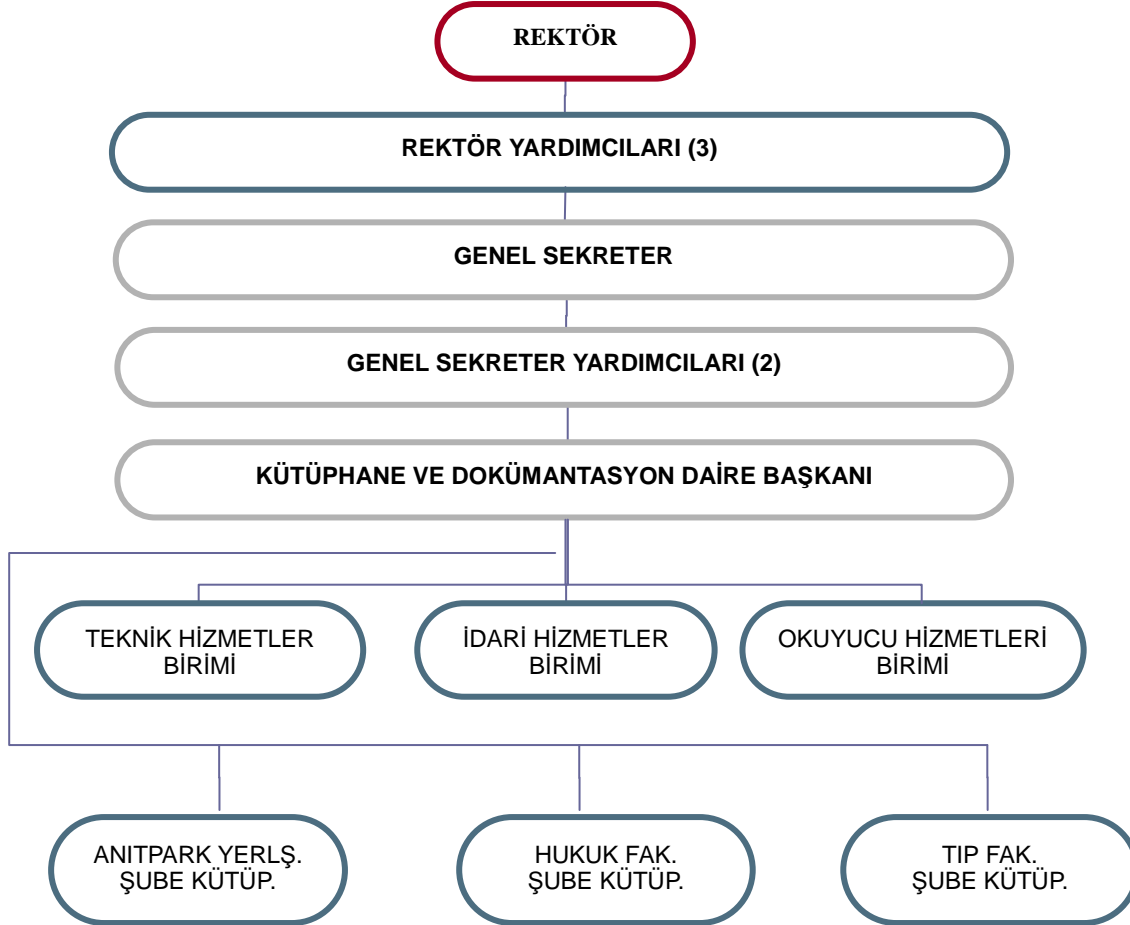 REKTÖR
REKTÖR YARDIMCILARI (3)
GENEL SEKRETER
GENEL SEKRETER YARDIMCILARI (2)
KÜTÜPHANE VE DOKÜMANTASYON DAİRE BAŞKANI
TEKNİK HİZMETLER
BİRİMİ
İDARİ HİZMETLER
BİRİMİ
OKUYUCU HİZMETLERİ
BİRİMİ
ANITPARK YERLŞ.
ŞUBE KÜTÜP.
HUKUK FAK.
ŞUBE KÜTÜP.
TIP FAK.
ŞUBE KÜTÜP.